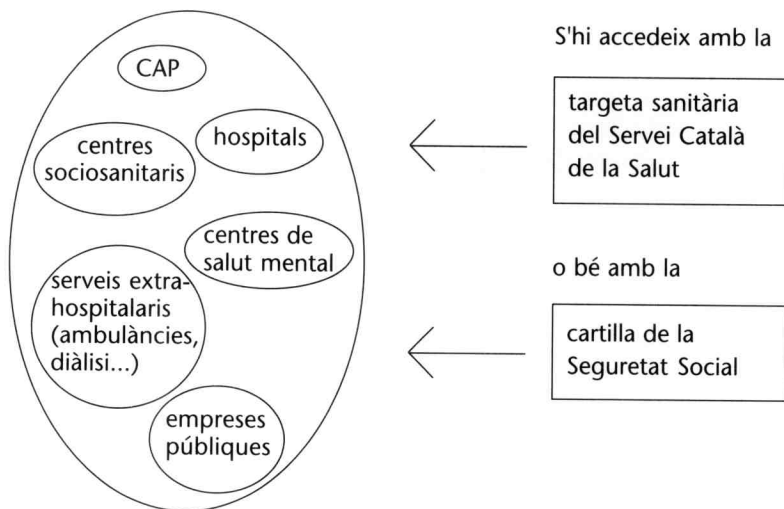 CAP
centres
sociosanitaris
hospitals
centres de
salut mental
serveis extra-
hospitalaris
(ambulàncies,
diàlisi...)
empreses
públiques
S'hi accedeix amb la
targeta sanitària
del Servei Català
de la Salut
o bé amb la
cartilla de la
Seguretat Social